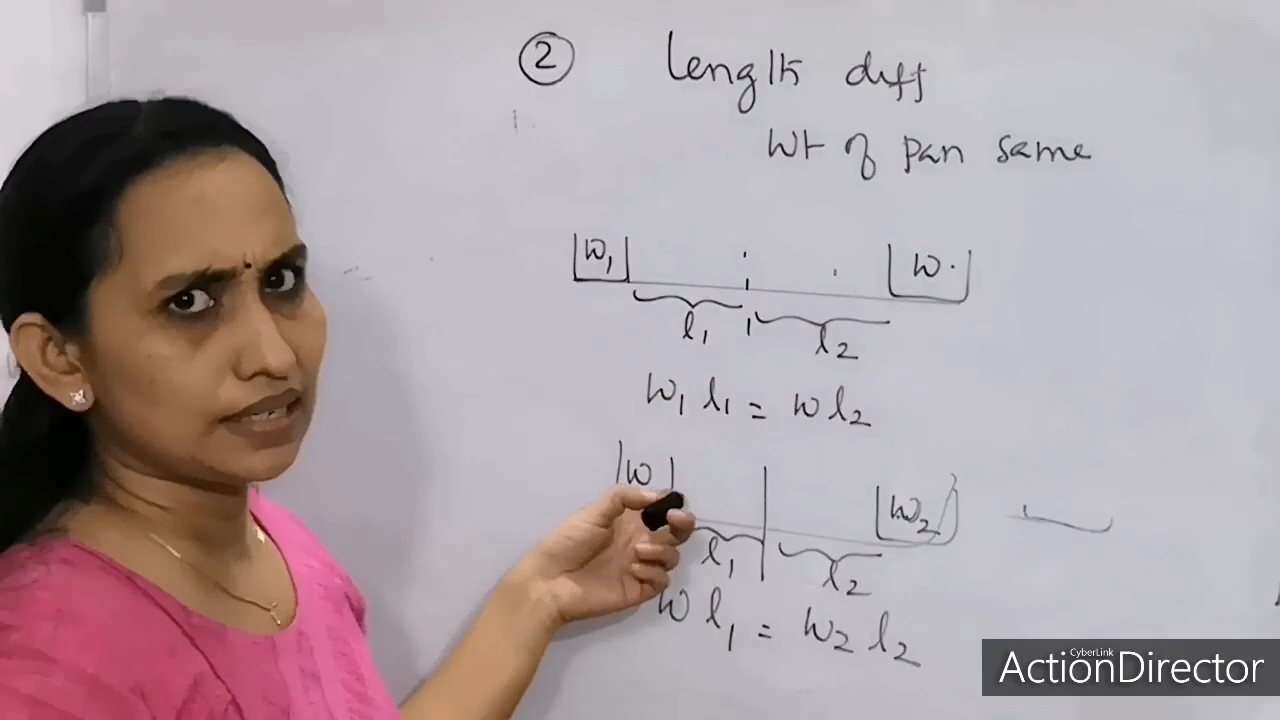 ② length diff
wt of pan same
W₁ W
l₁ l₂
W₁ l₁ = W l₂
W W₂
l₁ l₂
W l₁ = W₂ l₂
CyberLink
ActionDirector